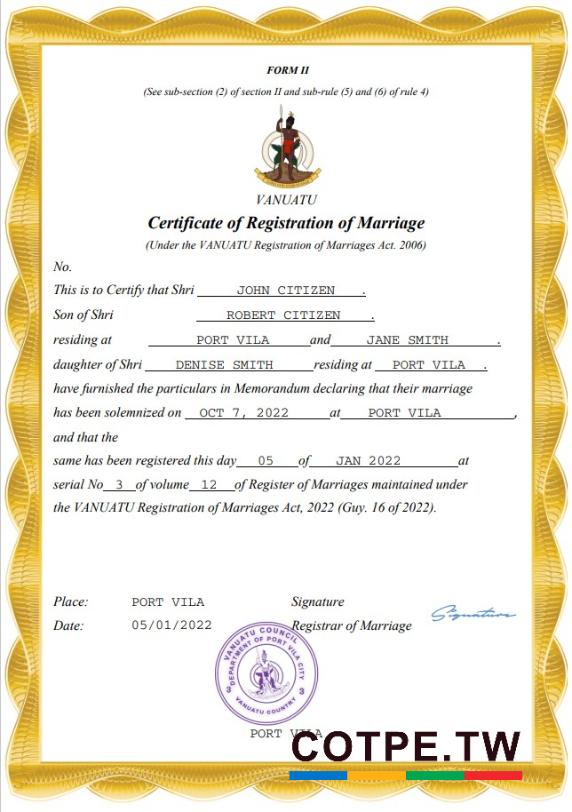 FORM II
(See sub-section (2) of section II and sub-rule (5) and (6) of rule 4)
VANUATU
Certificate of Registration of Marriage
(Under the VANUATU Registration of Marriages Act. 2006)
No.
This is to Certify that Shri JOHN CITIZEN .
Son of Shri ROBERT CITIZEN .
residing at PORT VILA and JANE SMITH .
daughter of Shri DENISE SMITH residing at PORT VILA .
have furnished the particulars in Memorandum declaring that their marriage
has been solemnized on OCT 7, 2022 at PORT VILA ,
and that the
same has been registered this day 05 of JAN 2022 at
serial No 3 of volume 12 of Register of Marriages maintained under
the VANUATU Registration of Marriages Act, 2022 (Guy. 16 of 2022).
Place: PORT VILA Signature
Signature
Date: 05/01/2022 Registrar of Marriage
VANUATU COUNCIL
DEPARTMENT OF PORT VILA CITY
VANUATU COUNTRY
PORT VILA
COTPE.TW